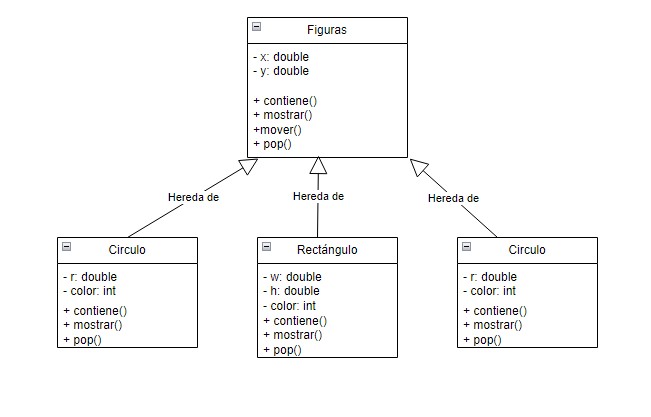 Figuras
- x: double
- y: double
+ contiene()
+ mostrar()
+mover()
+ pop()
Hereda de
Hereda de
Hereda de
Circulo
- r: double
- color: int
+ contiene()
+ mostrar()
+ pop()
Rectángulo
- w: double
- h: double
- color: int
+ contiene()
+ mostrar()
+ pop()
Circulo
- r: double
- color: int
+ contiene()
+ mostrar()
+ pop()